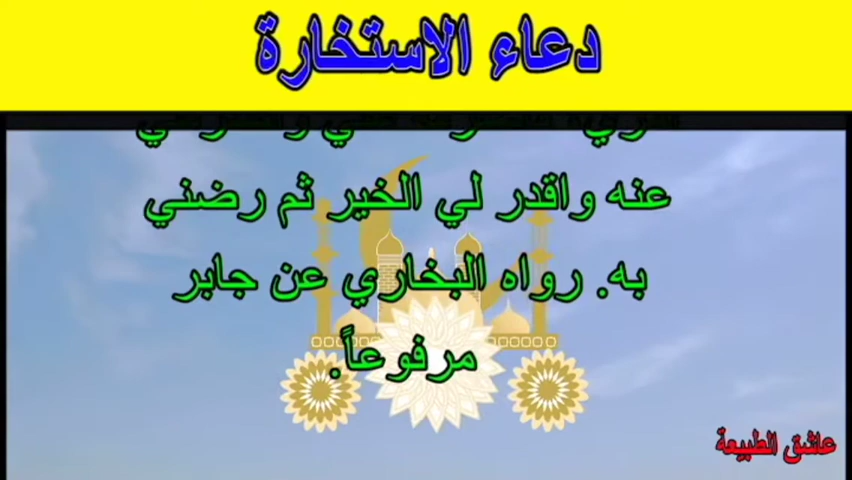 دعاء الاستخارة
عنه واقدر لي الخير ثم رضني
به. رواه البخاري عن جابر
مرفوعاً.
عاشق الطبيعة